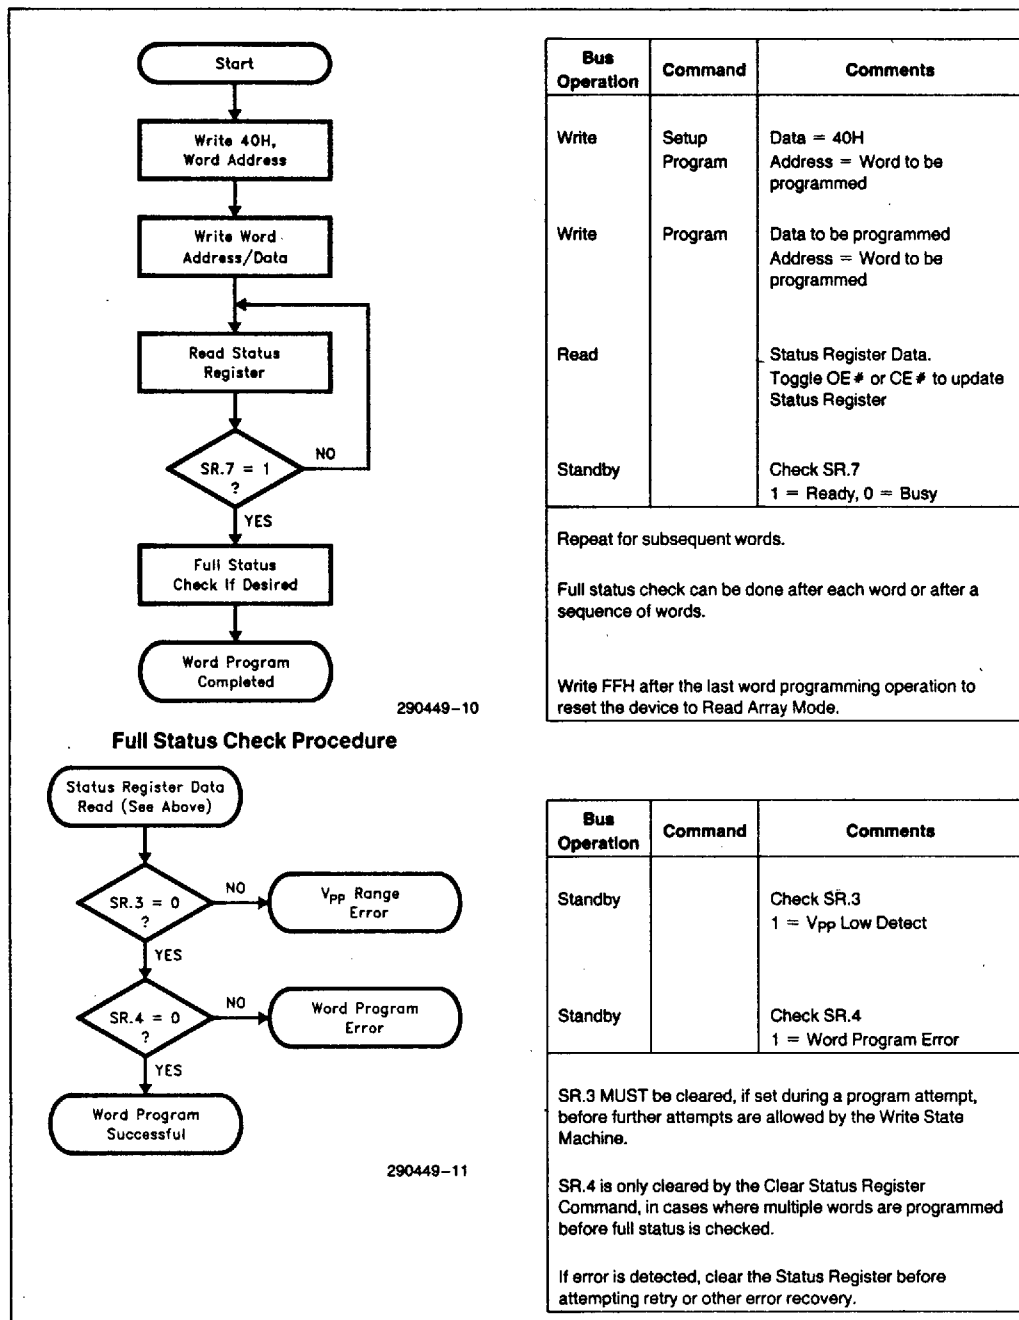 Start
Write 40H,
Word Address
Write Word
Address/Data
Read Status
Register
SR.7 = 1
?
NO
YES
Full Status
Check If Desired
Word Program
Completed
290449-10
Bus
Operation
Command
Comments
Write
Setup
Program
Data = 40H
Address = Word to be
programmed
Write
Program
Data to be programmed
Address = Word to be
programmed
Read
Status Register Data.
Toggle OE# or CE# to update
Status Register
Standby
Check SR.7
1 = Ready, 0 = Busy
Repeat for subsequent words.
Full status check can be done after each word or after a
sequence of words.
Write FFH after the last word programming operation to
reset the device to Read Array Mode.
Full Status Check Procedure
Status Register Data
Read (See Above)
SR.3 = 0
?
NO
VPP Range
Error
YES
SR.4 = 0
?
NO
Word Program
Error
YES
Word Program
Successful
290449-11
Bus
Operation
Command
Comments
Standby
Check SR.3
1 = VPP Low Detect
Standby
Check SR.4
1 = Word Program Error
SR.3 MUST be cleared, if set during a program attempt,
before further attempts are allowed by the Write State
Machine.
SR.4 is only cleared by the Clear Status Register
Command, in cases where multiple words are programmed
before full status is checked.
If error is detected, clear the Status Register before
attempting retry or other error recovery.